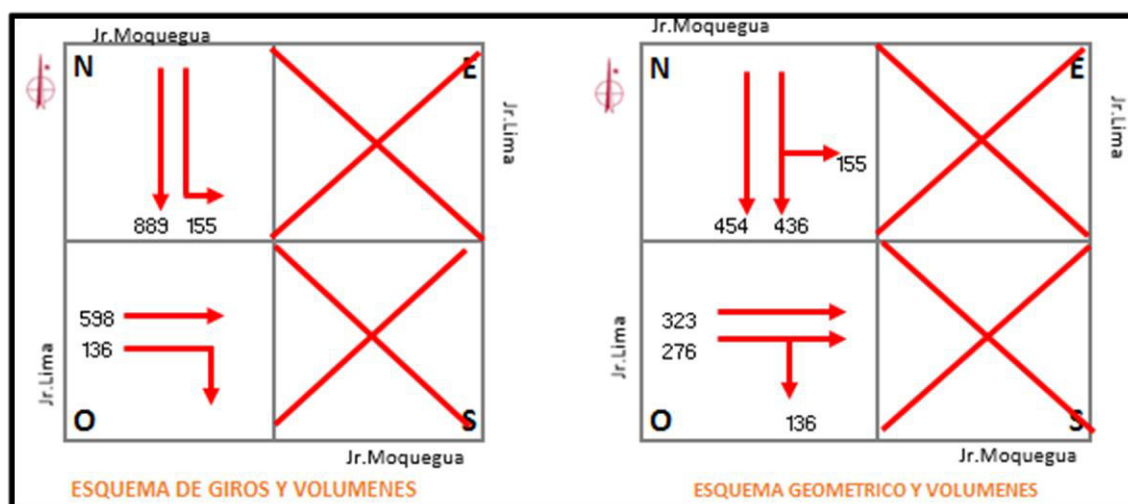 Jr.Moquegua
N
E
Jr.Lima
889 155
598
136
Jr.Lima
O
S
Jr.Moquegua
ESQUEMA DE GIROS Y VOLUMENES
Jr.Moquegua
N
E
Jr.Lima
155
454 436
323
276
Jr.Lima
136
O
S
Jr.Moquegua
ESQUEMA GEOMETRICO Y VOLUMENES